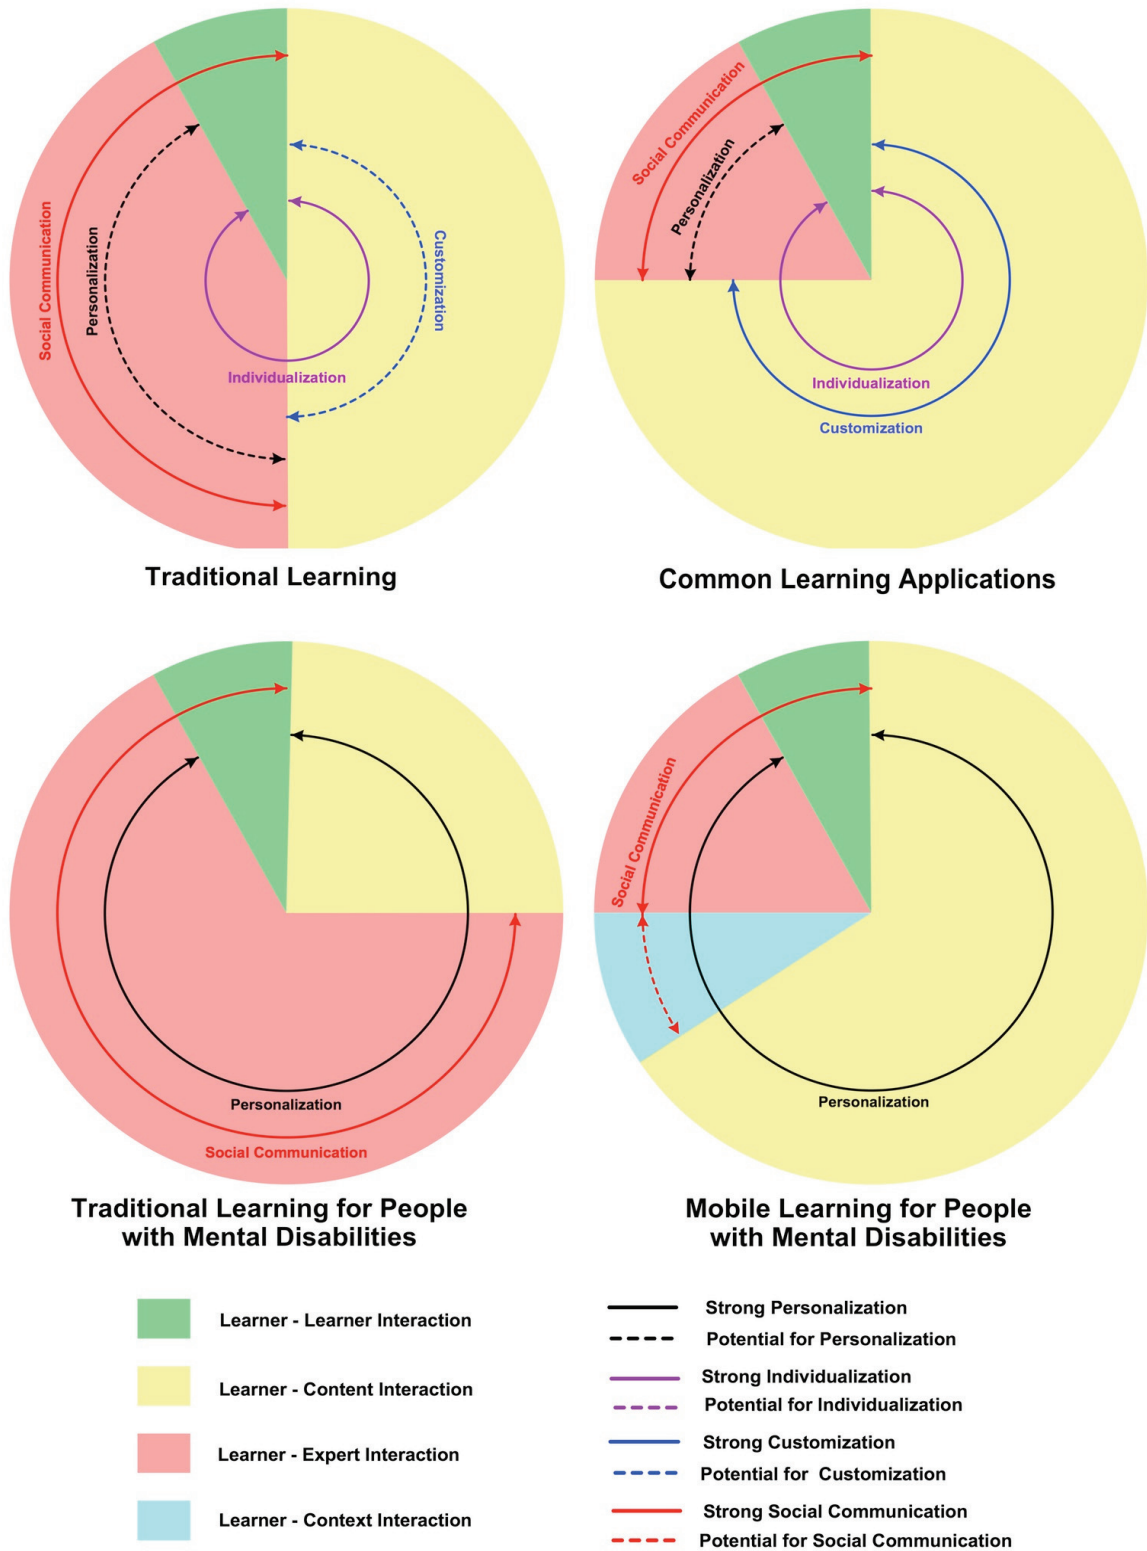 Social Communication
Personalization
Customization
Individualization
Traditional Learning
Social Communication
Personalization
Individualization
Customization
Common Learning Applications
Personalization
Social Communication
Traditional Learning for People
with Mental Disabilities
Social Communication
Personalization
Mobile Learning for People
with Mental Disabilities
Learner - Learner Interaction
Learner - Content Interaction
Learner - Expert Interaction
Learner - Context Interaction
Strong Personalization
Potential for Personalization
Strong Individualization
Potential for Individualization
Strong Customization
Potential for Customization
Strong Social Communication
Potential for Social Communication